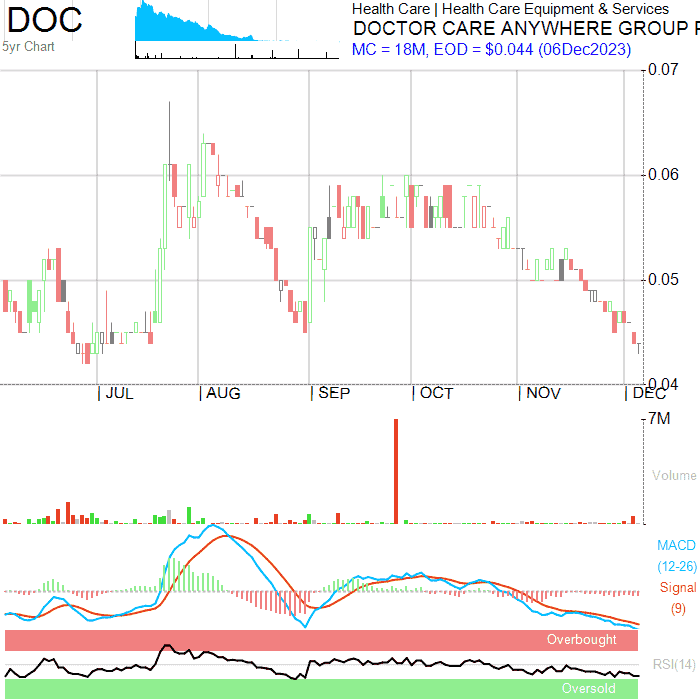 DOC
5yr Chart
Health Care | Health Care Equipment & Services
DOCTOR CARE ANYWHERE GROUP P
MC = 18M, EOD = $0.044 (06Dec2023)
0.07
0.06
0.05
0.04
| JUL
| AUG
| SEP
| OCT
| NOV
| DEC
7M
Volume
MACD
(12-26)
Signal
(9)
Overbought
RSI(14)
Oversold